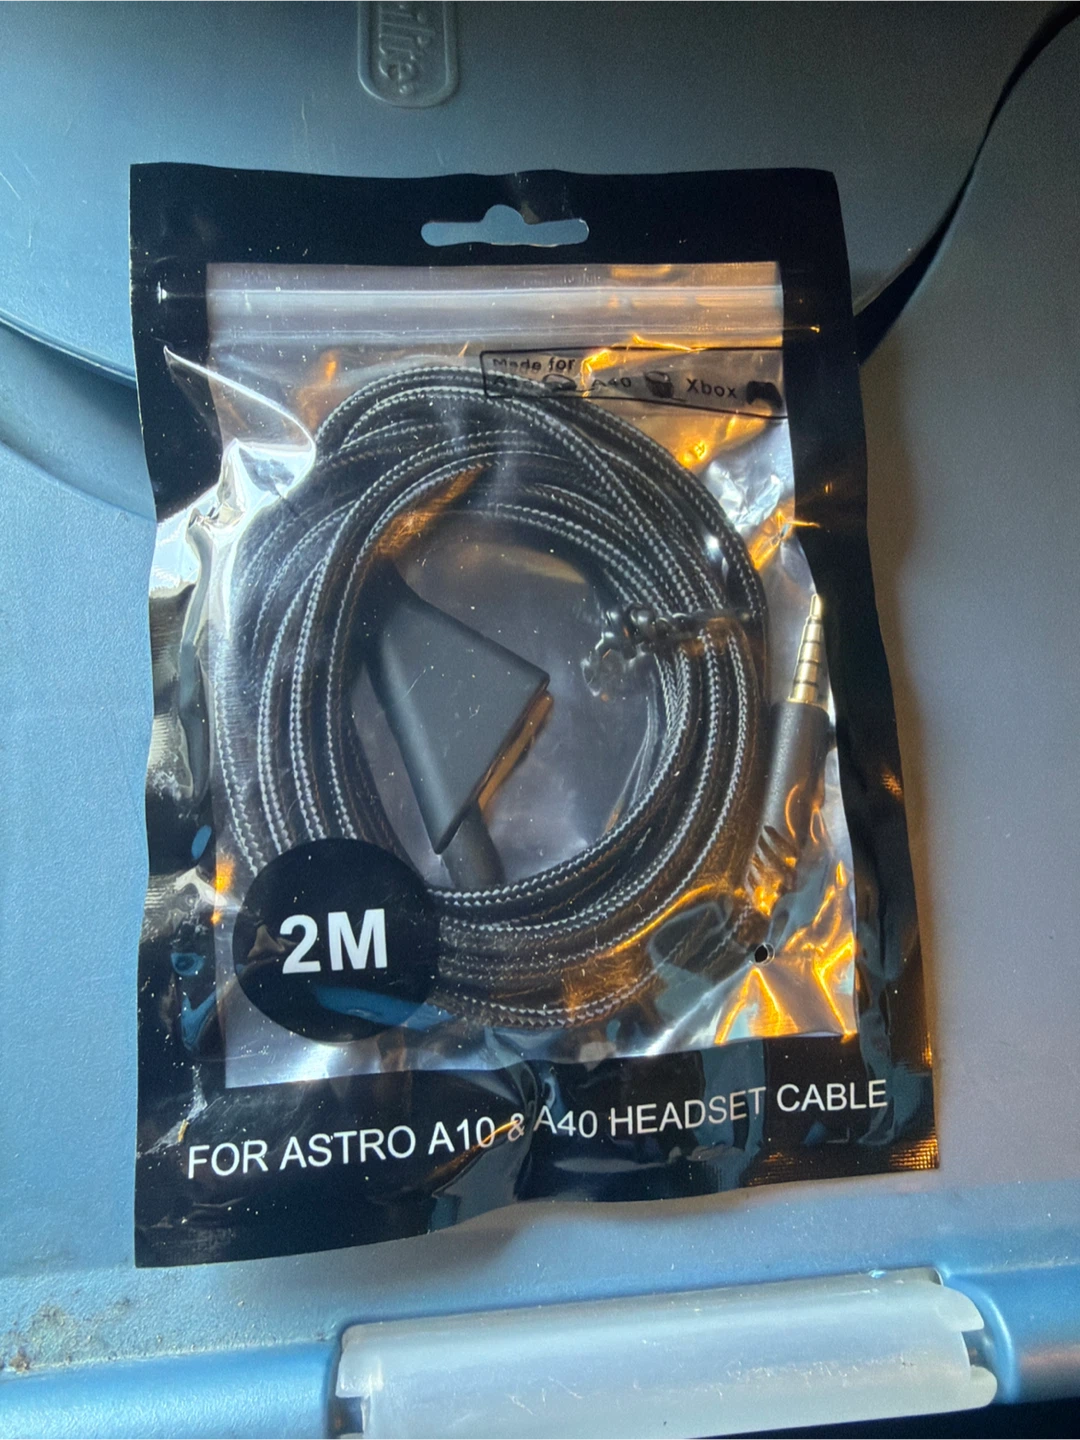 Made for
A40 Xbox
2M
FOR ASTRO A10 & A40 HEADSET CABLE